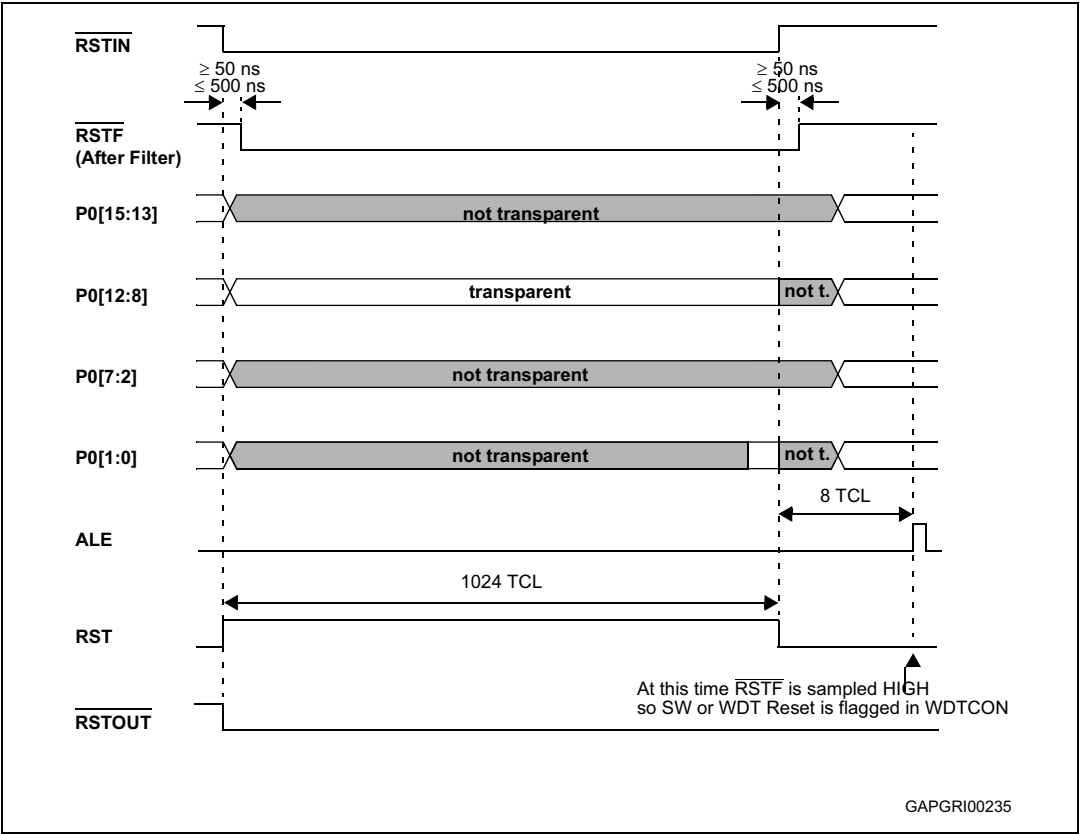 RSTIN
≥ 50 ns
≤ 500 ns
≥ 50 ns
≤ 500 ns
RSTF
(After Filter)
P0[15:13]
not transparent
P0[12:8]
transparent
not t.
P0[7:2]
not transparent
P0[1:0]
not transparent
not t.
8 TCL
ALE
1024 TCL
RST
At this time RSTF is sampled HIGH
so SW or WDT Reset is flagged in WDTCON
RSTOUT
GAPGRI00235